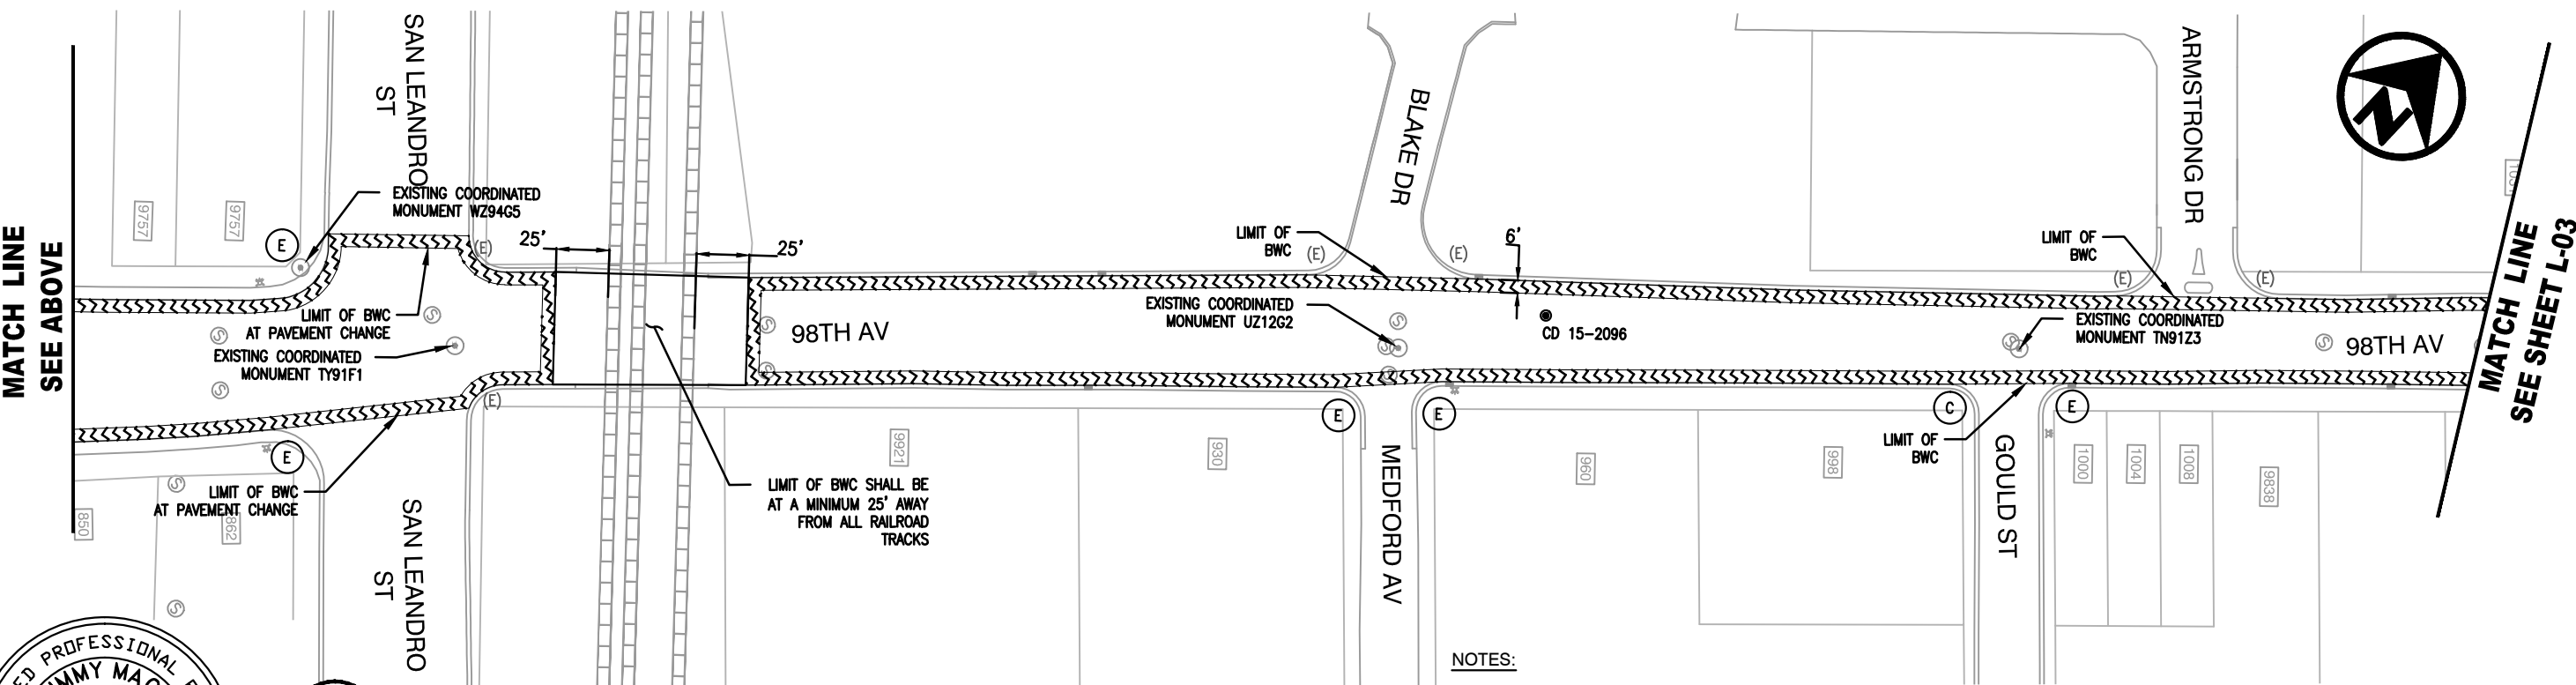 MATCH LINE
SEE ABOVE
SAN LEANDRO
ST
9757
9757
E
EXISTING COORDINATED
MONUMENT WZ94G5
(E)
25'
25'
LIMIT OF BWC
AT PAVEMENT CHANGE
EXISTING COORDINATED
MONUMENT TY91F1
S
S
S
(E)
E
LIMIT OF BWC
AT PAVEMENT CHANGE
S
S
850
862
SAN LEANDRO
ST
S
S
98TH AV
LIMIT OF BWC SHALL BE
AT A MINIMUM 25' AWAY
FROM ALL RAILROAD
TRACKS
9921
930
BLAKE DR
LIMIT OF
BWC
(E)
(E)
6'
EXISTING COORDINATED
MONUMENT UZ12G2
S
S
S
CD 15-2096
E
E
MEDFORD AV
960
998
C
E
LIMIT OF
BWC
GOULD ST
1000
1004
1008
9838
ARMSTRONG DR
LIMIT OF
BWC
(E)
(E)
S
EXISTING COORDINATED
MONUMENT TN91Z3
S
98TH AV
MATCH LINE
SEE SHEET L-03
NOTES:
PROFESSIONAL